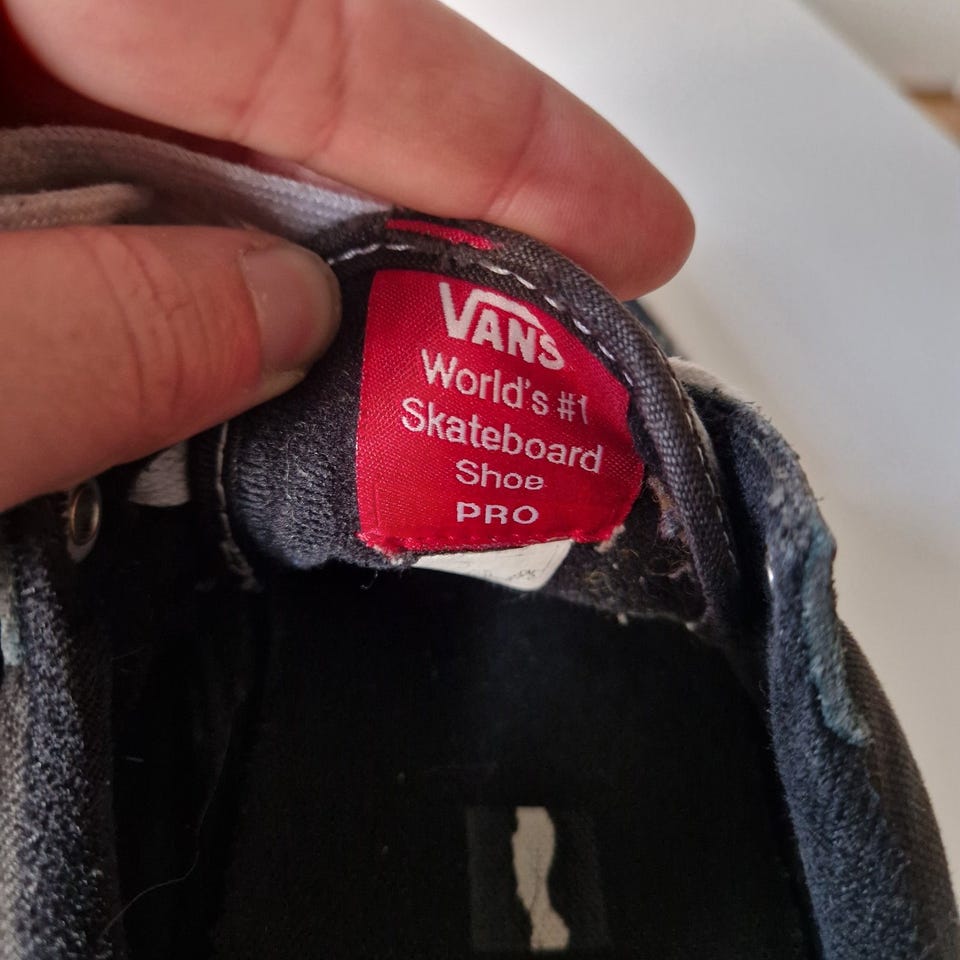 VANS
World's #1
Skateboard
Shoe
PRO